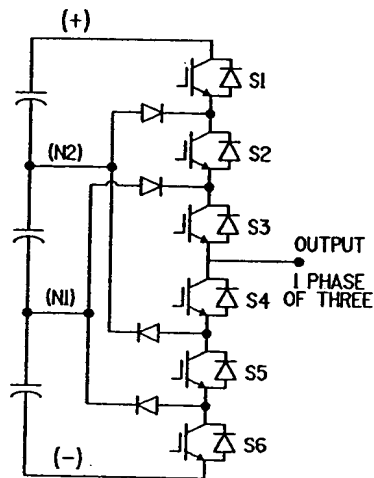 (+)
S1
(N2)
S2
S3
OUTPUT
1 PHASE
OF THREE
(N1)
S4
S5
S6
(-)